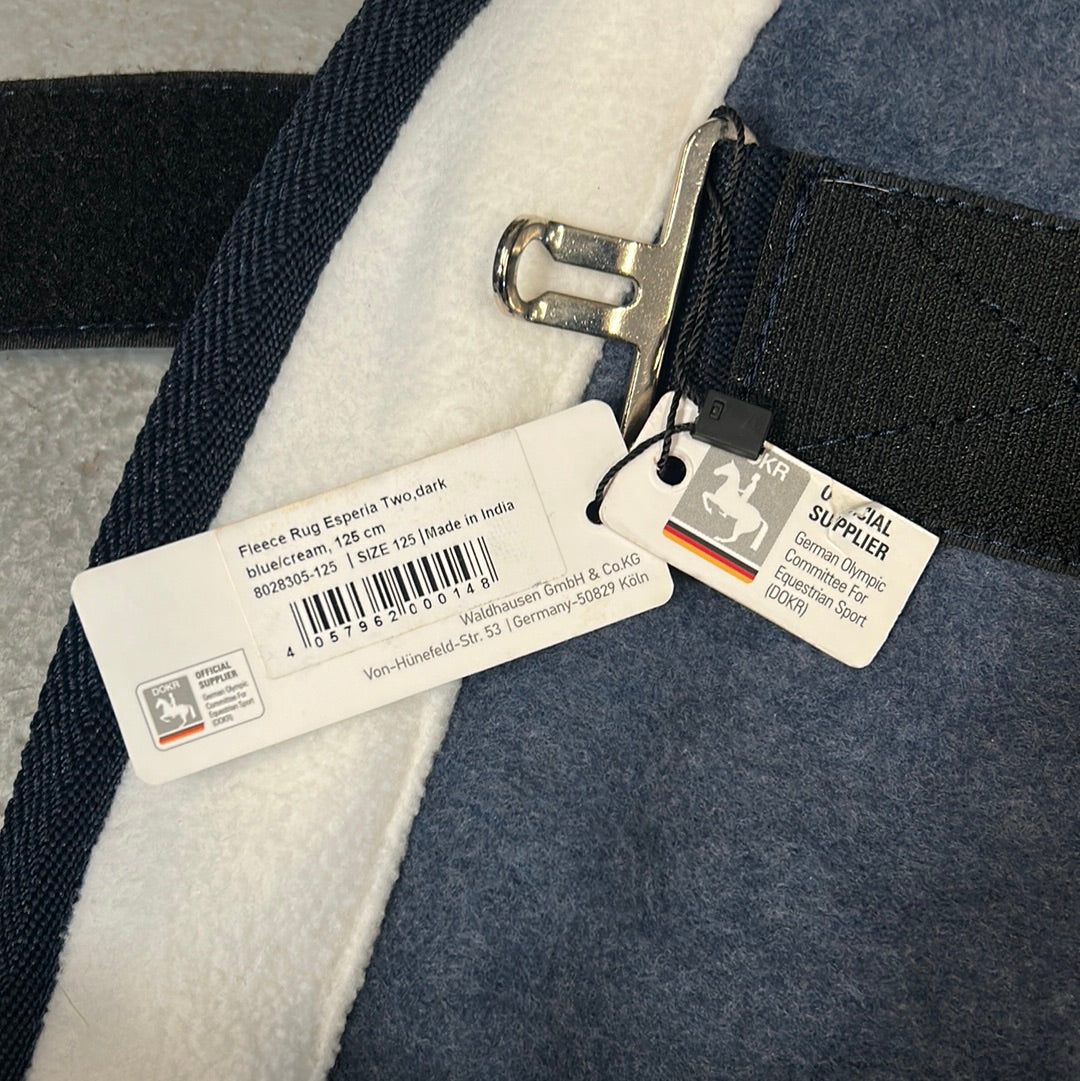 Fleece Rug Esperia Two,dark
blue/cream, 125 cm
8028305-125 | SIZE 125 |Made in India
4 057962 000148
Waldhausen GmbH & Co.KG
Von-Hünefeld-Str. 53 | Germany-50829 Köln
DOKR
OFFICIAL
SUPPLIER
German Olympic
Committee For
Equestrian Sport
(DOKR)
OKR
SUPPLIER
German Olympic
Committee For
Equestrian Sport
(DOKR)